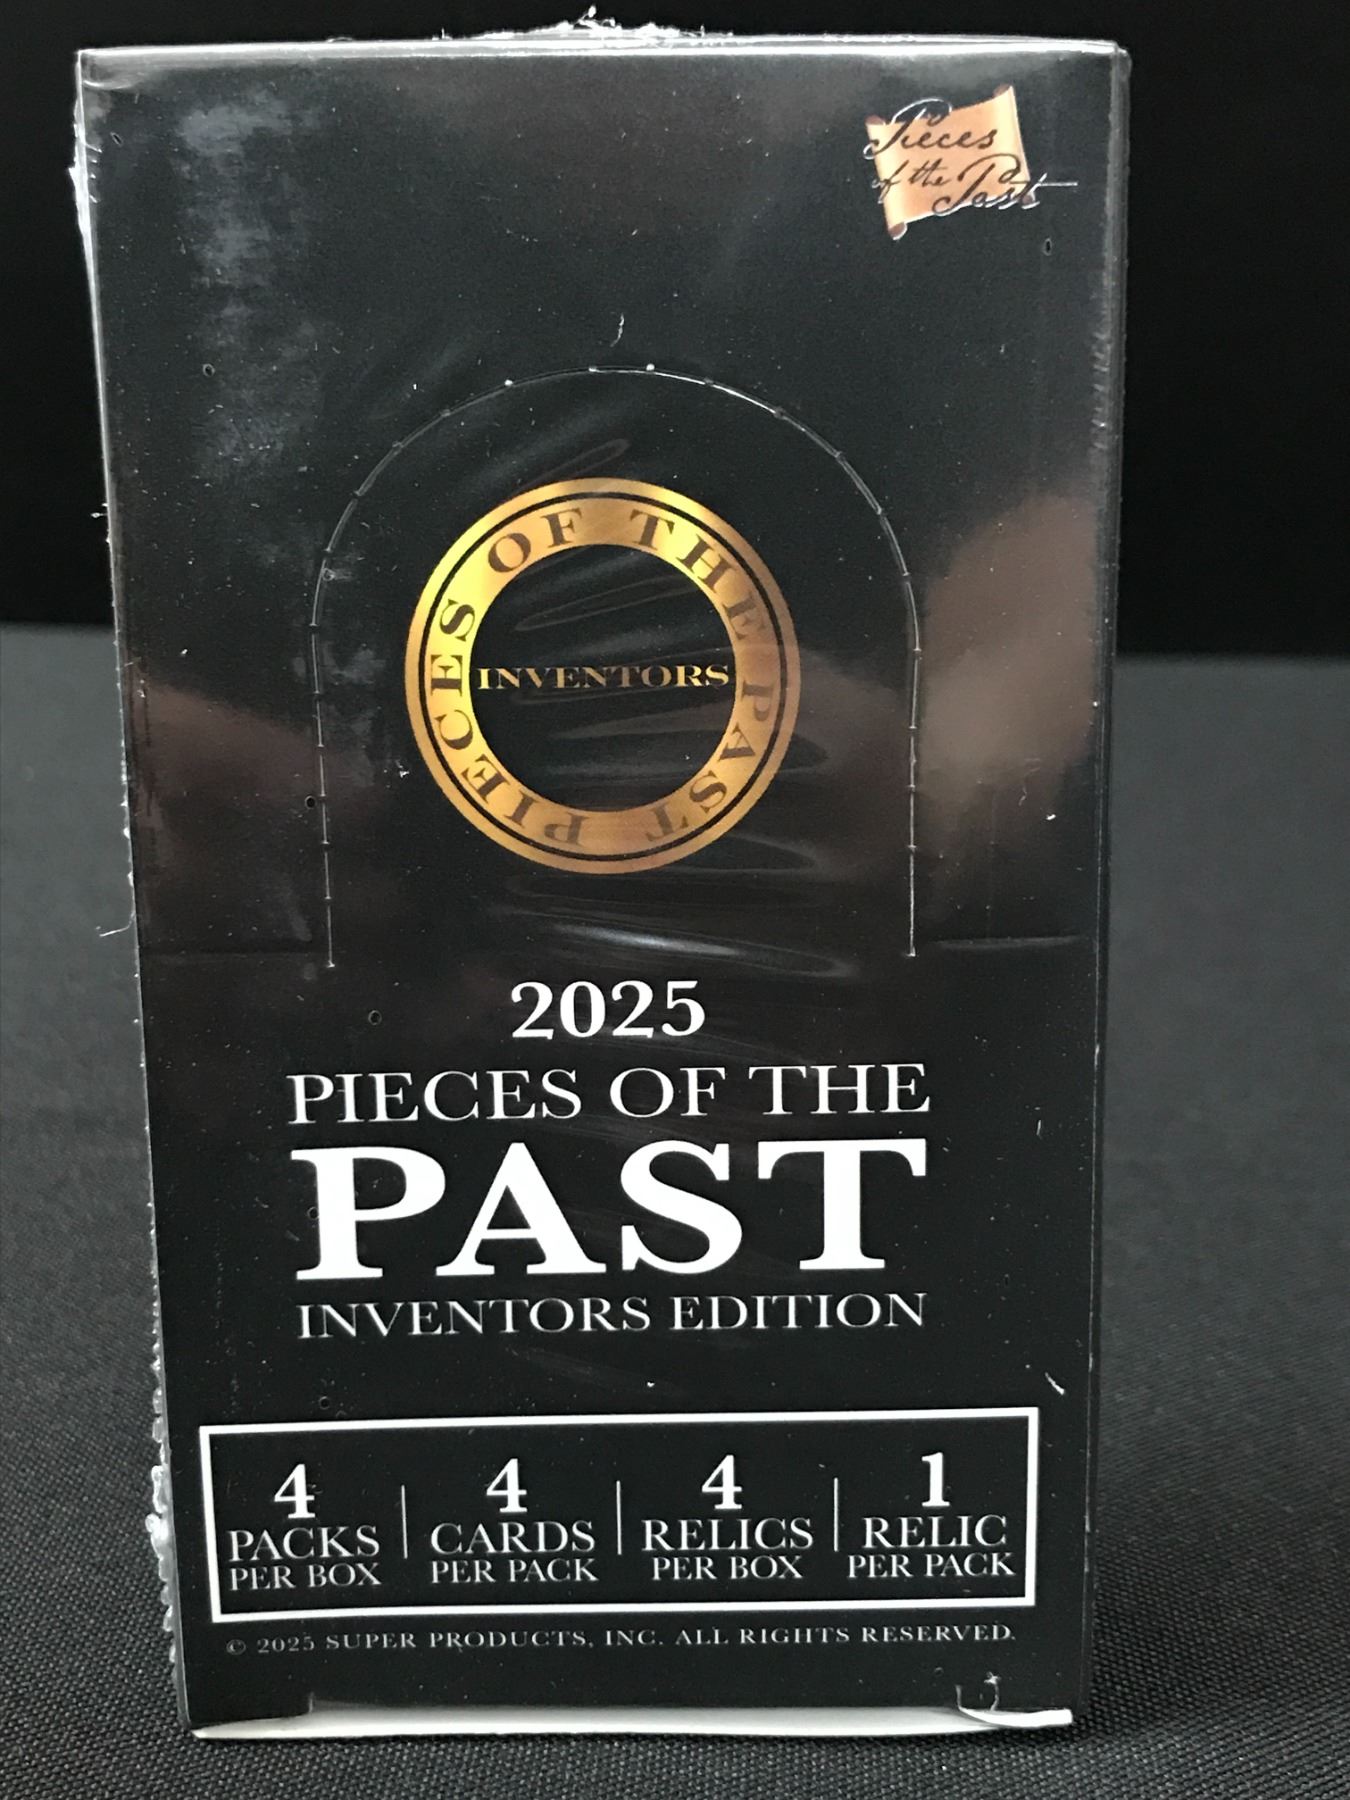 Pieces
of the Past
PIECES OF THE PAST
INVENTORS
2025
PIECES OF THE
PAST
INVENTORS EDITION
4 PACKS PER BOX
4 CARDS PER PACK
4 RELICS PER BOX
1 RELIC PER PACK
© 2025 SUPER PRODUCTS, INC. ALL RIGHTS RESERVED.